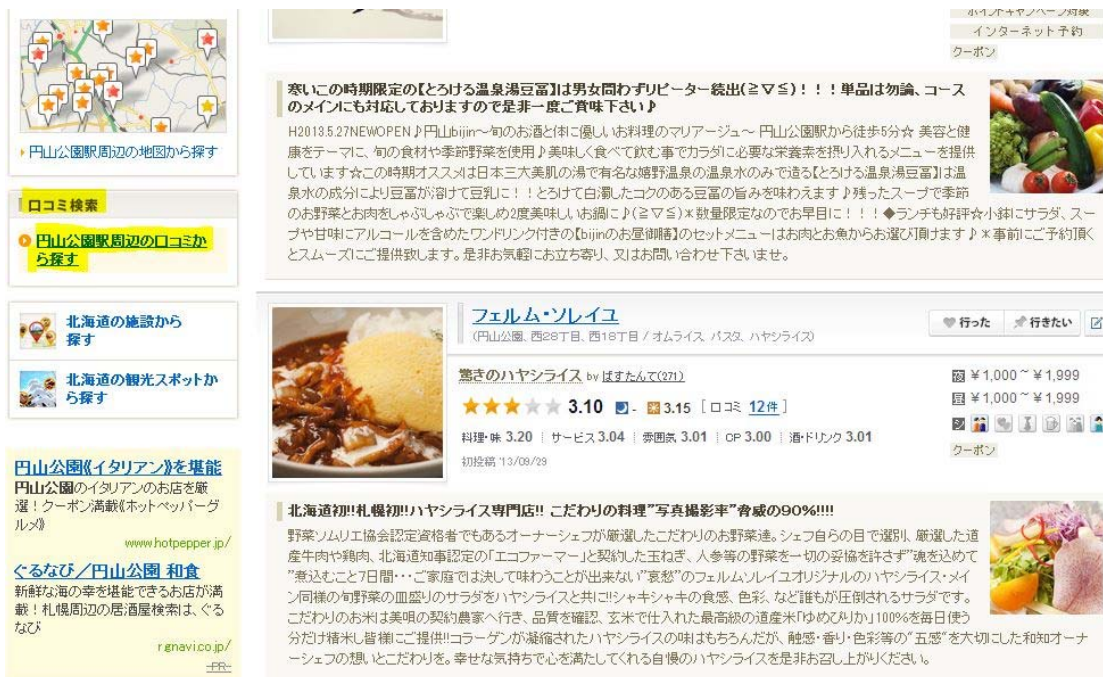 円山公園駅周辺の地図から探す
口コミ検索
円山公園駅周辺の口コミか
ら探す
北海道の施設から
探す
北海道の観光スポットか
ら探す
円山公園《イタリアン》を堪能
円山公園のイタリアンのお店を厳
選！クーポン満載《ホットペッパーグ
ルメ》
www.hotpepper.jp/
ぐるなび／円山公園 和食
新鮮な海の幸を堪能できるお店が満
載！札幌周辺の居酒屋検索は、ぐる
なび
r.gnavi.co.jp/
-PR-
ポイントキャンペーン対象
インターネット予約
クーポン
寒いこの時期限定の【とろける温泉湯豆冨】は男女問わずリピーター続出(≧∇≦)！！！単品は勿論、コース
のメインにも対応しておりますので是非一度ご賞味下さい♪
H2013.5.27NEWOPEN♪円山bijin～旬のお酒と体に優しいお料理のマリアージュ～ 円山公園駅から徒歩5分☆ 美容と健
康をテーマに、旬の食材や季節野菜を使用♪美味しく食べて飲む事でカラダに必要な栄養素を摂り入れるメニューを提供
しています☆この時期オススメは日本三大美肌の湯で有名な嬉野温泉の温泉水のみで造る【とろける温泉湯豆冨】は温
泉水の成分により豆冨が溶けて豆乳に！！とろけて白濁したコクのある豆冨の旨みを味わえます♪残ったスープで季節
のお野菜とお肉をしゃぶしゃぶで楽しめ2度美味しいお鍋に♪(≧∇≦)＊数量限定なのでお早目に！！！◆ランチも好評☆小鉢にサラダ、スー
プや甘味にアルコールを含めたワンドリンク付きの【bijinのお昼御膳】のセットメニューはお肉とお魚からお選び頂けます♪＊事前にご予約頂く
とスムーズにご提供致します。是非お気軽にお立ち寄り、又はお問い合わせ下さいませ。
フェルム・ソレイユ
(円山公園、西28丁目、西18丁目 / オムライス、パスタ、ハヤシライス)
行った 行きたい
驚きのハヤシライス by ぱすたんて(271)
3.10 - 3.15 [ 口コミ 12件 ]
料理・味 3.20 | サービス 3.04 | 雰囲気 3.01 | CP 3.00 | 酒・ドリンク 3.01
初投稿 '13/09/29
夜 ￥1,000～￥1,999
昼 ￥1,000～￥1,999
クーポン
北海道初!!札幌初!!ハヤシライス専門店!! こだわりの料理"写真撮影率"脅威の90%!!!!
野菜ソムリエ協会認定資格者でもあるオーナーシェフが厳選したこだわりのお野菜達。シェフ自らの目で選別、厳選した道
産牛肉や鶏肉、北海道知事認定の「エコファーマー」と契約した玉ねぎ、人参等の野菜を一切の妥協を許さず"魂を込めて
"煮込むこと7日間・・・ご家庭では決して味わうことが出来ない"哀愁"のフェルムソレイユオリジナルのハヤシライス・メイ
ン同様の旬野菜の皿盛りのサラダをハヤシライスと共に!!シャキシャキの食感、色彩、など誰もが圧倒されるサラダです。
こだわりのお米は美唄の契約農家へ行き、品質を確認、玄米で仕入れた最高級の道産米「ゆめぴりか」100%を毎日使う
分だけ精米し皆様にご提供!!コラーゲンが凝縮されたハヤシライスの味はもちろんだが、触感・香り・色彩等の"五感"を大切にした和知オーナ
ーシェフの想いとこだわりを。幸せな気持ちで心を満たしてくれる自慢のハヤシライスを是非お召し上がりください。